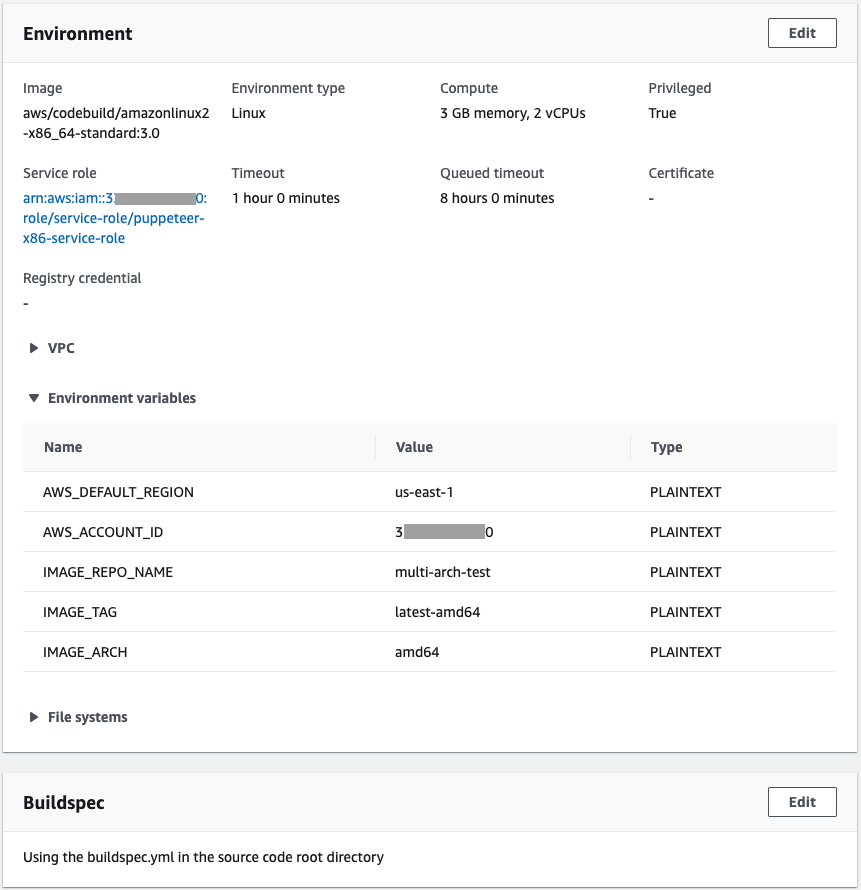 Environment
Edit
Image
Environment type
Compute
Privileged
aws/codebuild/amazonlinux2
-x86_64-standard:3.0
Linux
3 GB memory, 2 vCPUs
True
Service role
Timeout
Queued timeout
Certificate
arn:aws:iam::3 0:
role/service-role/puppeteer-
x86-service-role
1 hour 0 minutes
8 hours 0 minutes
-
Registry credential
-
VPC
Environment variables
Name Value Type
AWS_DEFAULT_REGION us-east-1 PLAINTEXT
AWS_ACCOUNT_ID 3 0 PLAINTEXT
IMAGE_REPO_NAME multi-arch-test PLAINTEXT
IMAGE_TAG latest-amd64 PLAINTEXT
IMAGE_ARCH amd64 PLAINTEXT
File systems
Buildspec
Edit
Using the buildspec.yml in the source code root directory